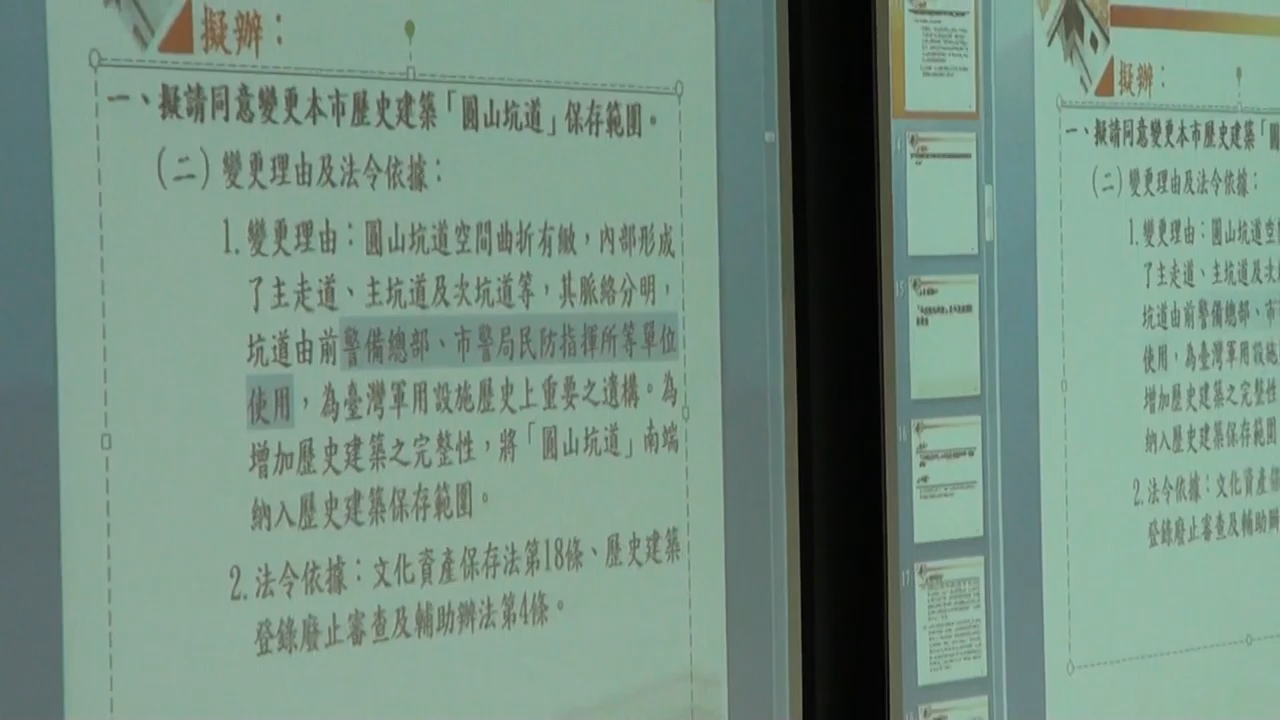 擬辦：
一、擬請同意變更本市歷史建築「圓山坑道」保存範圍。
（二）變更理由及法令依據：
1. 變更理由：圓山坑道空間曲折有緻，內部形成
了主走道、主坑道及次坑道等，其脈絡分明，
坑道由前警備總部、市警局民防指揮所等單位
使用，為臺灣軍用設施歷史上重要之遺構。為
增加歷史建築之完整性，將「圓山坑道」南端
納入歷史建築保存範圍。
2. 法令依據：文化資產保存法第18條、歷史建築
登錄廢止審查及輔助辦法第4條。
15
16
17
擬辦：
一、擬請同意變更本市歷史建築「圓
（二）變更理由及法令依據：
1. 變更理由：圓山坑道空
了主走道、主坑道及次
坑道由前警備總部、市
使用，為臺灣軍用設施
增加歷史建築之完整性
納入歷史建築保存範圍
2. 法令依據：文化資產保
登錄廢止審查及輔助辦